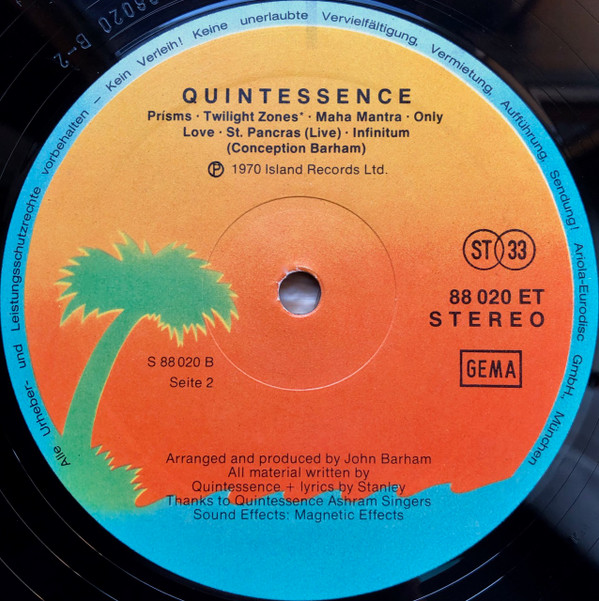 88020 B-2
Alle Urheber- und Leistungsschutzrechte vorbehalten – Kein Verleih! Keine unerlaubte Vervielfältigung, Vermietung, Aufführung, Sendung! Ariola-Eurodisc GmbH., München
QUINTESSENCE
Prisms · Twilight Zones* · Maha Mantra · Only
Love · St. Pancras (Live) · Infinitum
(Conception Barham)
Ⓟ 1970 Island Records Ltd.
ST 33
88 020 ET
STEREO
S 88 020 B
Seite 2
GEMA
Arranged and produced by John Barham
All material written by
Quintessence + lyrics by Stanley
Thanks to Quintessence Ashram Singers
Sound Effects: Magnetic Effects